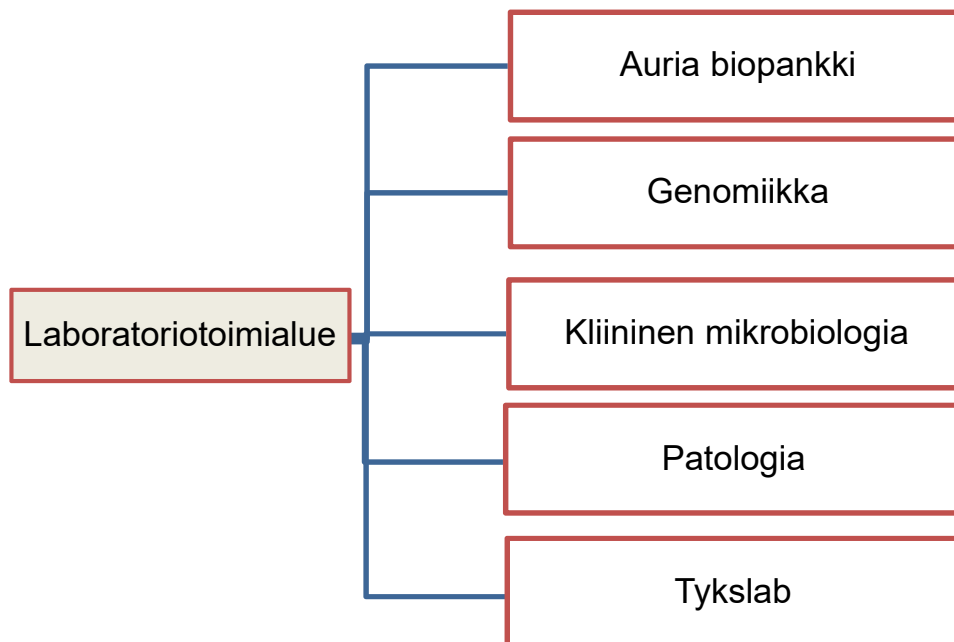 Laboratoriotoimialue
Auria biopankki
Genomiikka
Kliininen mikrobiologia
Patologia
Tykslab